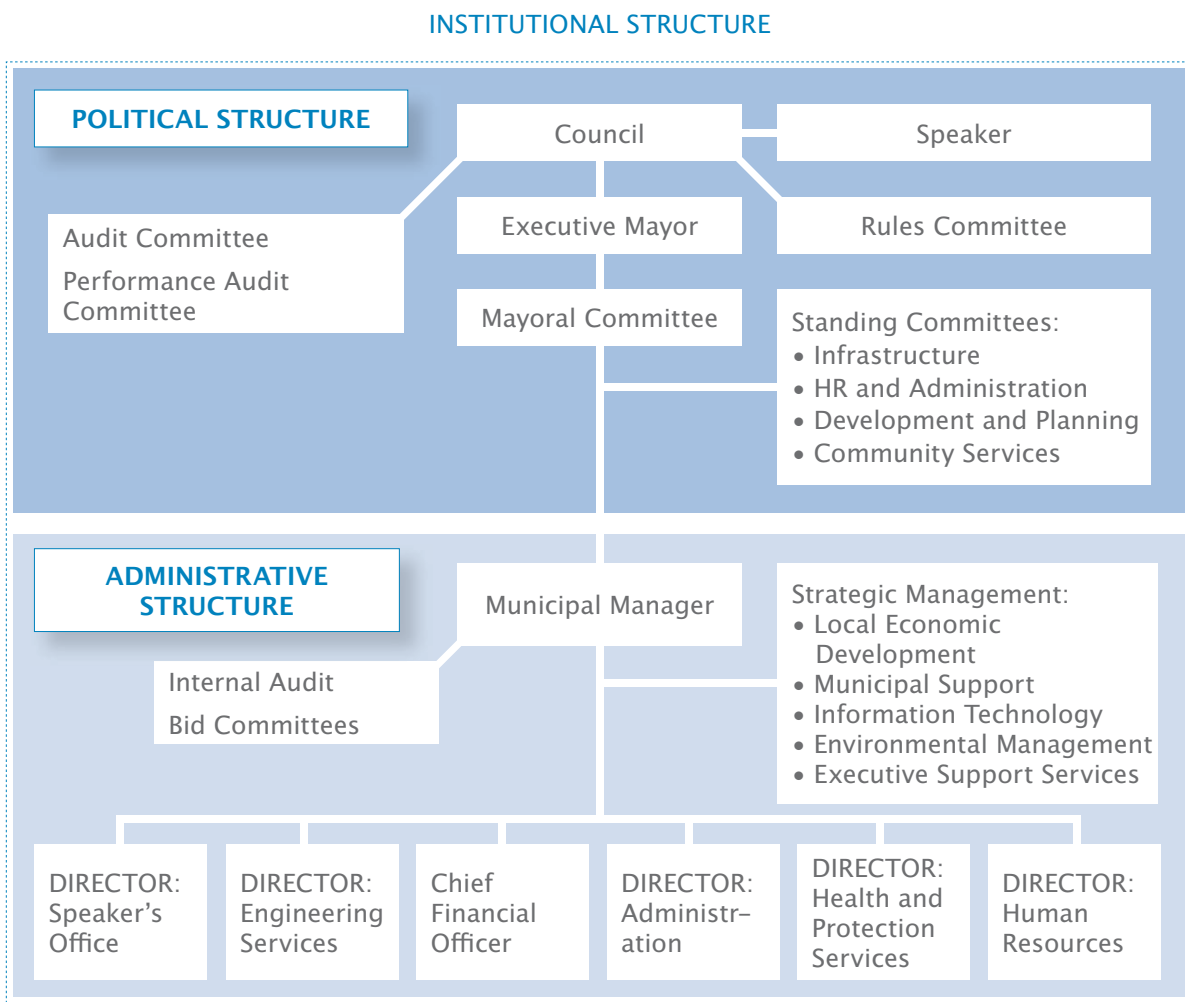 INSTITUTIONAL STRUCTURE
POLITICAL STRUCTURE
Council
Speaker
Audit Committee
Performance Audit
Committee
Executive Mayor
Rules Committee
Mayoral Committee
Standing Committees:
• Infrastructure
• HR and Administration
• Development and Planning
• Community Services
ADMINISTRATIVE
STRUCTURE
Municipal Manager
Internal Audit
Bid Committees
Strategic Management:
• Local Economic
Development
• Municipal Support
• Information Technology
• Environmental Management
• Executive Support Services
DIRECTOR:
Speaker’s
Office
DIRECTOR:
Engineering
Services
Chief
Financial
Officer
DIRECTOR:
Administr–
ation
DIRECTOR:
Health and
Protection
Services
DIRECTOR:
Human
Resources